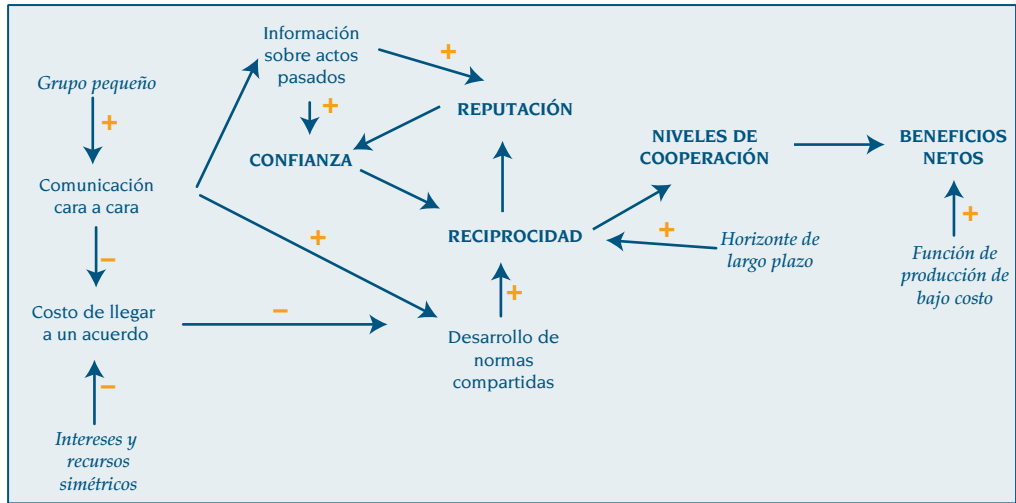 Información
sobre actos
pasados
+
Grupo pequeño
+
REPUTACIÓN
+
CONFIANZA
NIVELES DE
COOPERACIÓN
BENEFICIOS
NETOS
Comunicación
cara a cara
+
RECIPROCIDAD
+
Horizonte de
largo plazo
+
Función de
producción de
bajo costo
–
Costo de llegar
a un acuerdo
–
+
Desarrollo de
normas
compartidas
–
Intereses y
recursos
simétricos